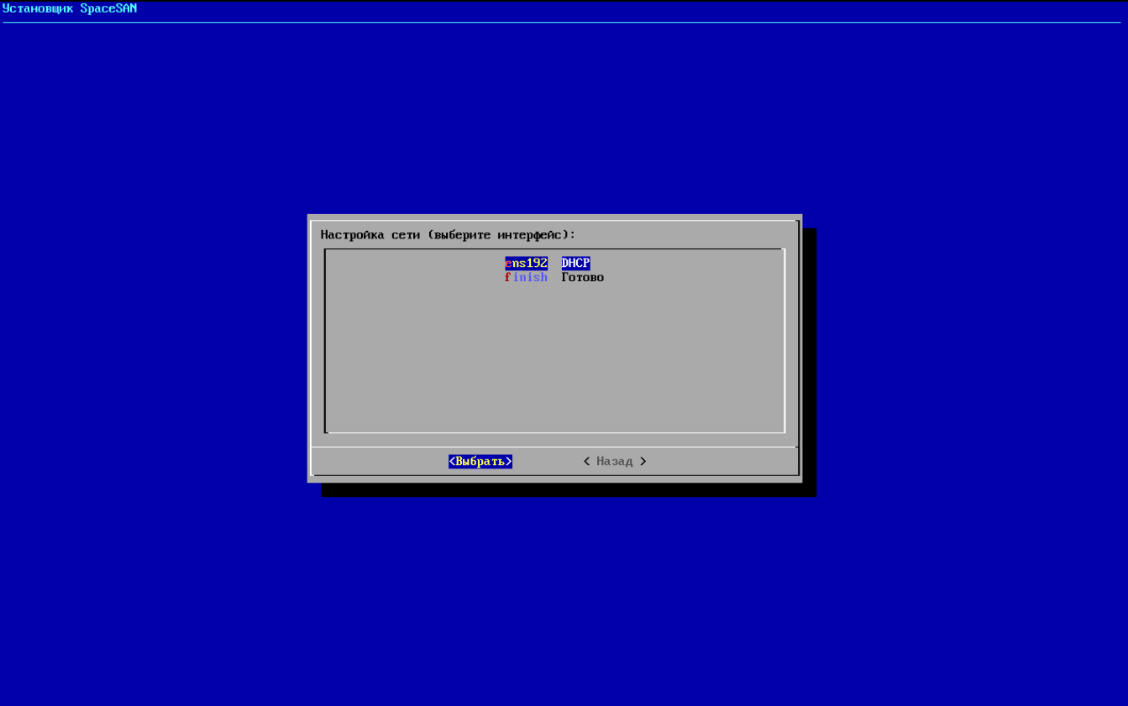 Установщик SpaceSAN
Настройка сети (выберите интерфейс):
ens192 DHCP
finish Готово
<Выбрать> < Назад >